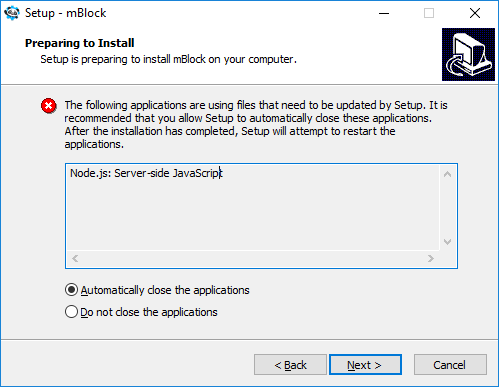 Setup - mBlock
Preparing to Install
Setup is preparing to install mBlock on your computer.
The following applications are using files that need to be updated by Setup. It is
recommended that you allow Setup to automatically close these applications.
After the installation has completed, Setup will attempt to restart the
applications.
Node.js: Server-side JavaScript
Automatically close the applications
Do not close the applications
< Back
Next >
Cancel